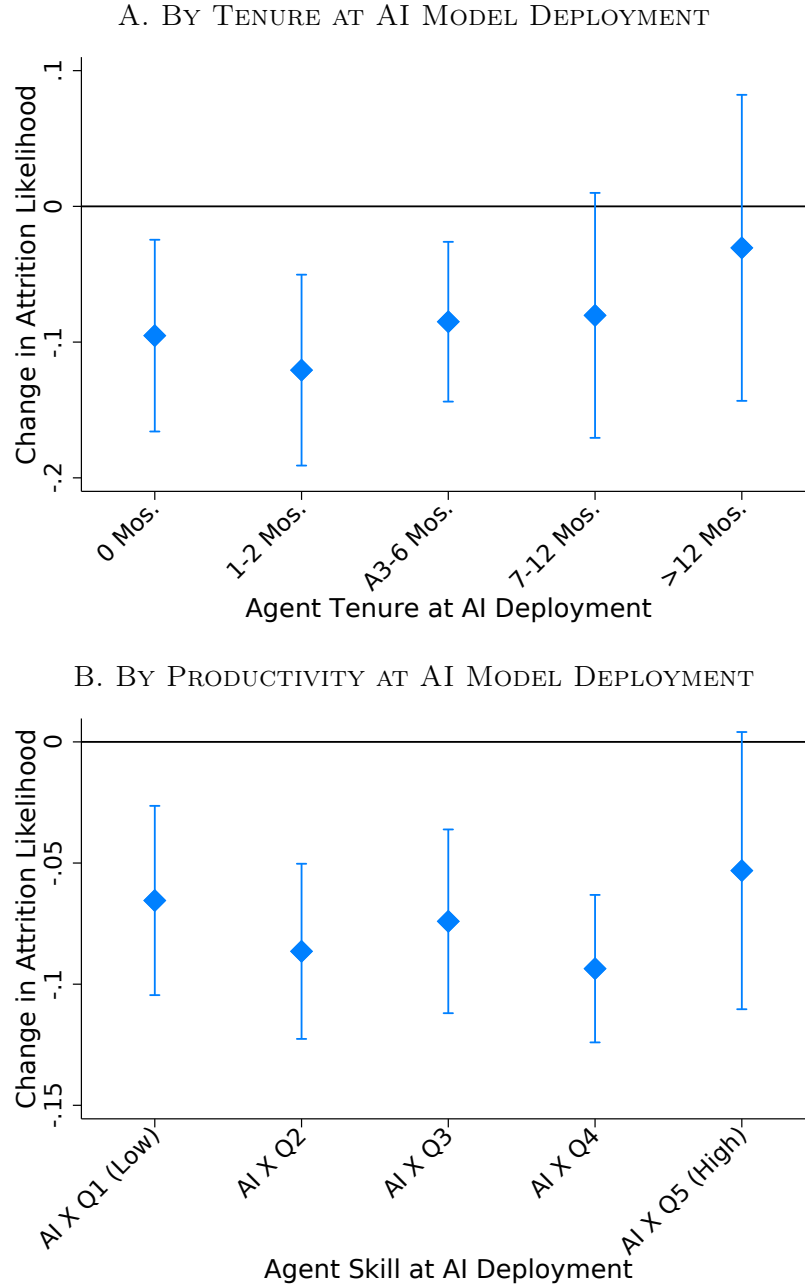 A. By Tenure at AI Model Deployment
Change in Attrition Likelihood
.1
0
-.1
-.2
0 Mos.
1-2 Mos.
A3-6 Mos.
7-12 Mos.
>12 Mos.
Agent Tenure at AI Deployment
B. By Productivity at AI Model Deployment
Change in Attrition Likelihood
0
-.05
-.1
-.15
AI X Q1 (Low)
AI X Q2
AI X Q3
AI X Q4
AI X Q5 (High)
Agent Skill at AI Deployment